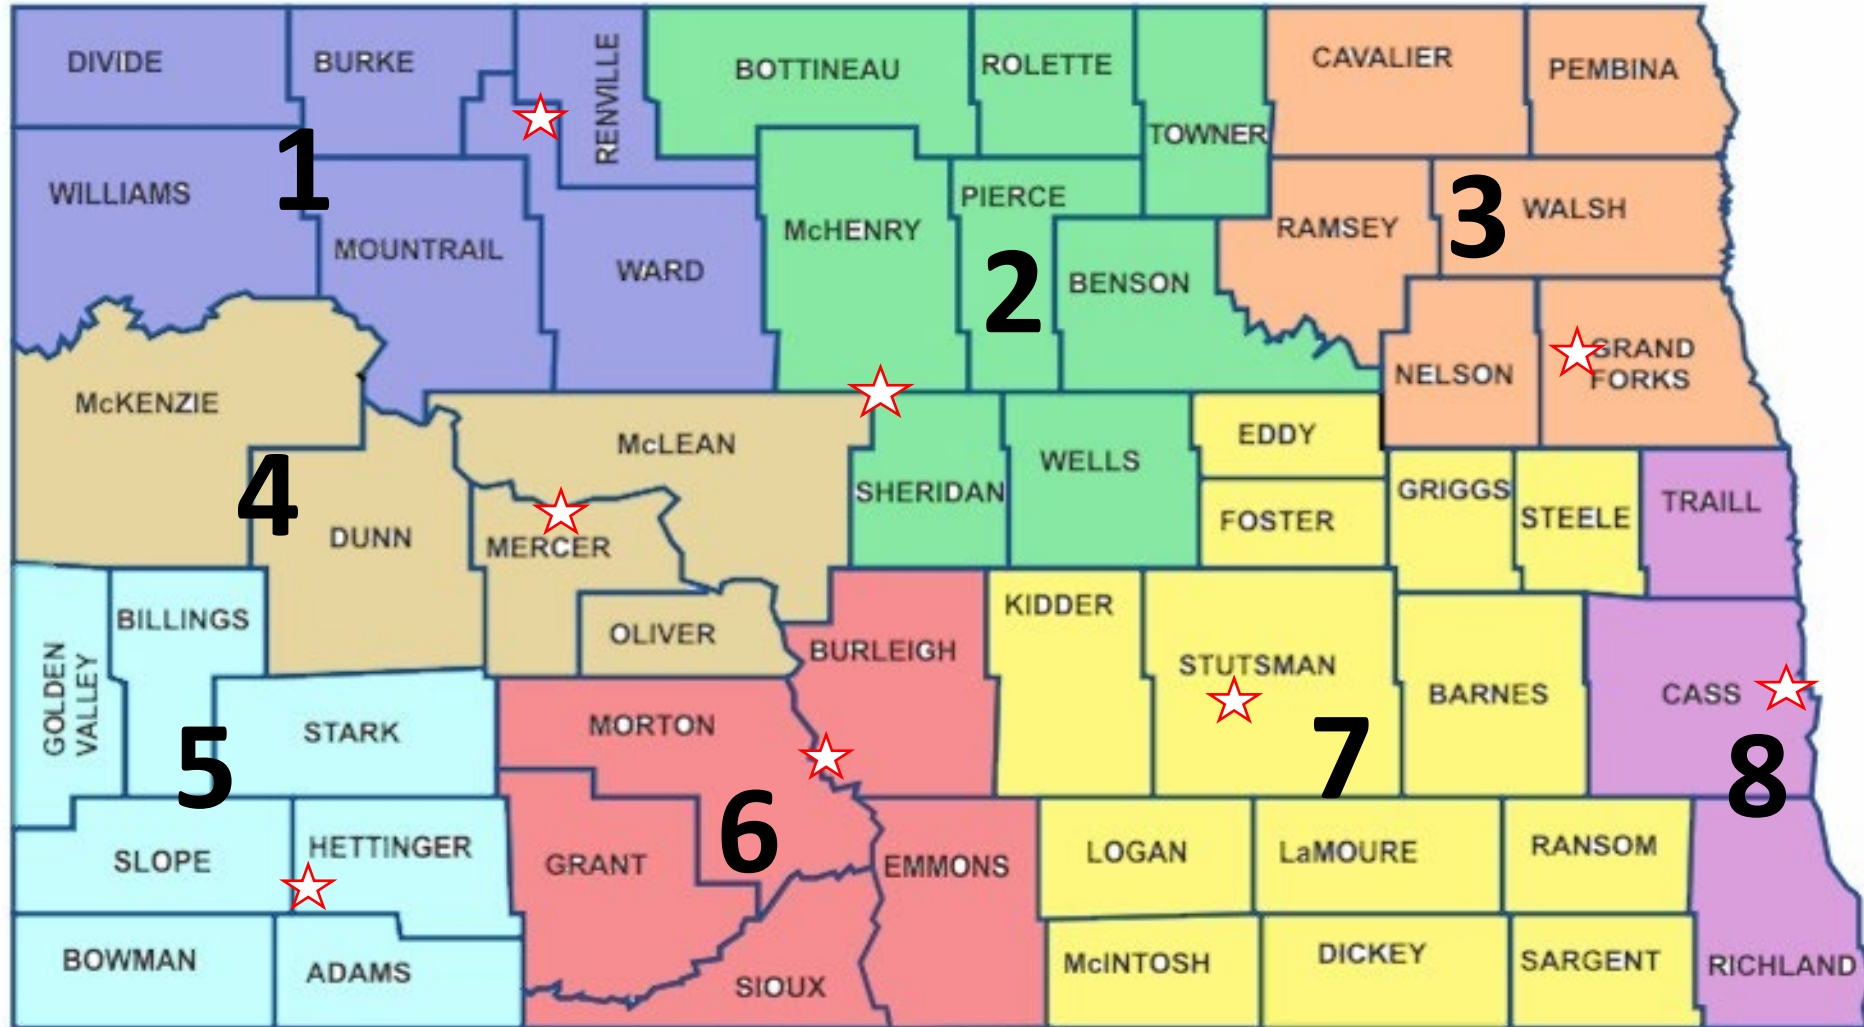 DIVIDE
BURKE
RENVILLE
BOTTINEAU
ROLETTE
TOWNER
CAVALIER
PEMBINA
WILLIAMS
1
MOUNTRAIL
WARD
McHENRY
PIERCE
2
BENSON
RAMSEY
3
WALSH
McKENZIE
McLEAN
NELSON
GRAND
FORKS
4
DUNN
MERCER
OLIVER
SHERIDAN
WELLS
EDDY
FOSTER
GRIGGS
STEELE
TRAILL
GOLDEN
VALLEY
BILLINGS
STARK
5
MORTON
BURLEIGH
KIDDER
STUTSMAN
7
BARNES
CASS
8
SLOPE
HETTINGER
GRANT
6
EMMONS
LOGAN
LaMOURE
RANSOM
BOWMAN
ADAMS
SIOUX
McINTOSH
DICKEY
SARGENT
RICHLAND